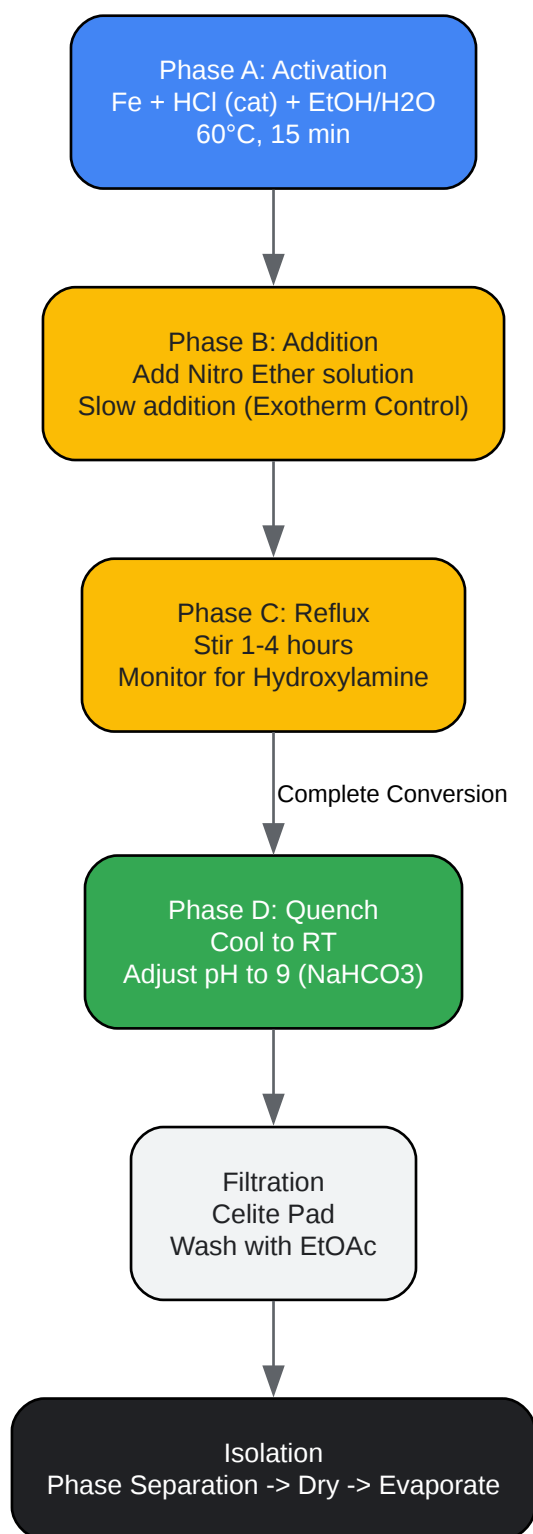 Phase A: Activation
Fe + HCl (cat) + EtOH/H2O
60°C, 15 min
Phase B: Addition
Add Nitro Ether solution
Slow addition (Exotherm Control)
Phase C: Reflux
Stir 1-4 hours
Monitor for Hydroxylamine
Complete Conversion
Phase D: Quench
Cool to RT
Adjust pH to 9 (NaHCO3)
Filtration
Celite Pad
Wash with EtOAc
Isolation
Phase Separation -> Dry -> Evaporate